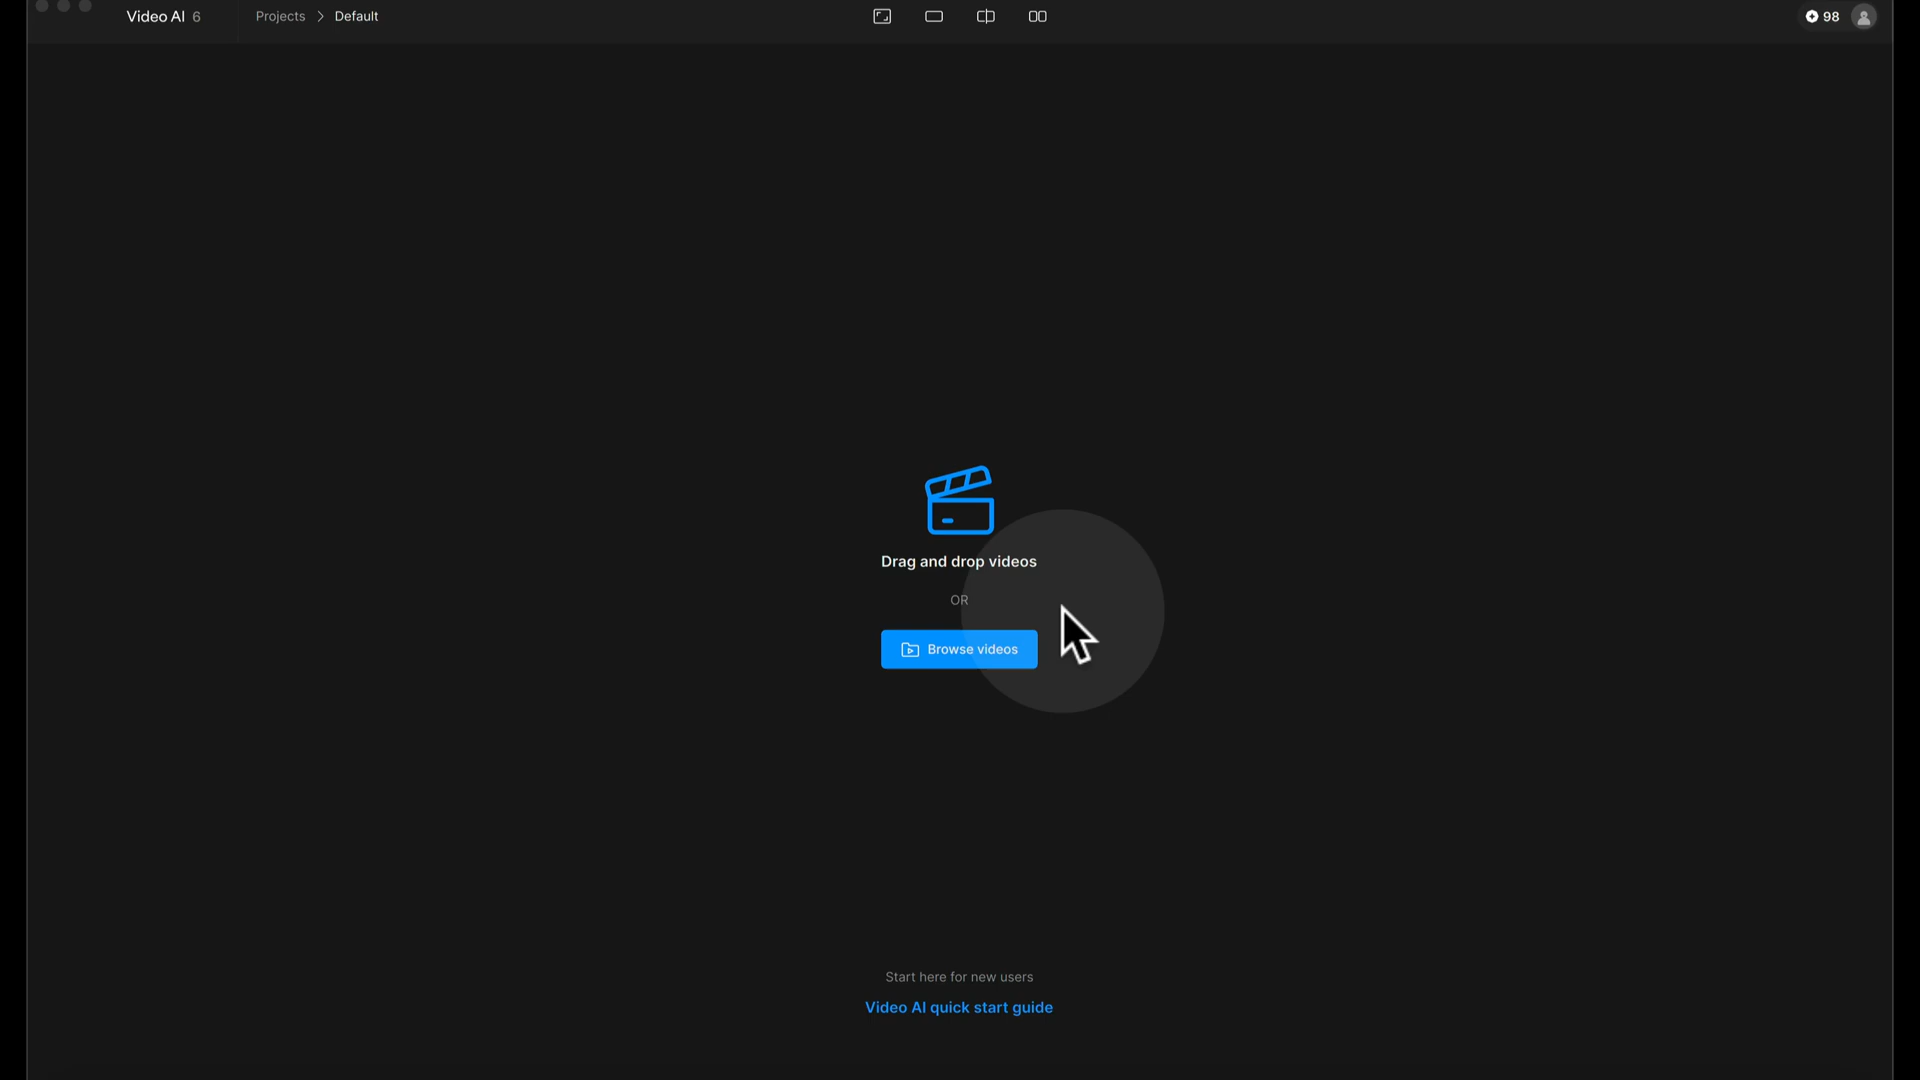 Video AI 6
Projects > Default
98
Drag and drop videos
OR
Browse videos
Start here for new users
Video AI quick start guide